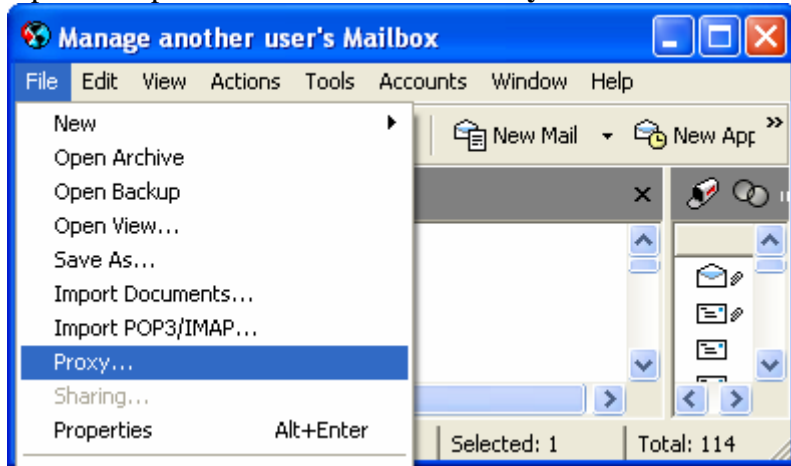 Manage another user's Mailbox
File Edit View Actions Tools Accounts Window Help
New
New Mail
New App
Open Archive
Open Backup
Open View...
Save As...
Import Documents...
Import POP3/IMAP...
Proxy...
Sharing...
Properties Alt+Enter
Selected: 1 Total: 114